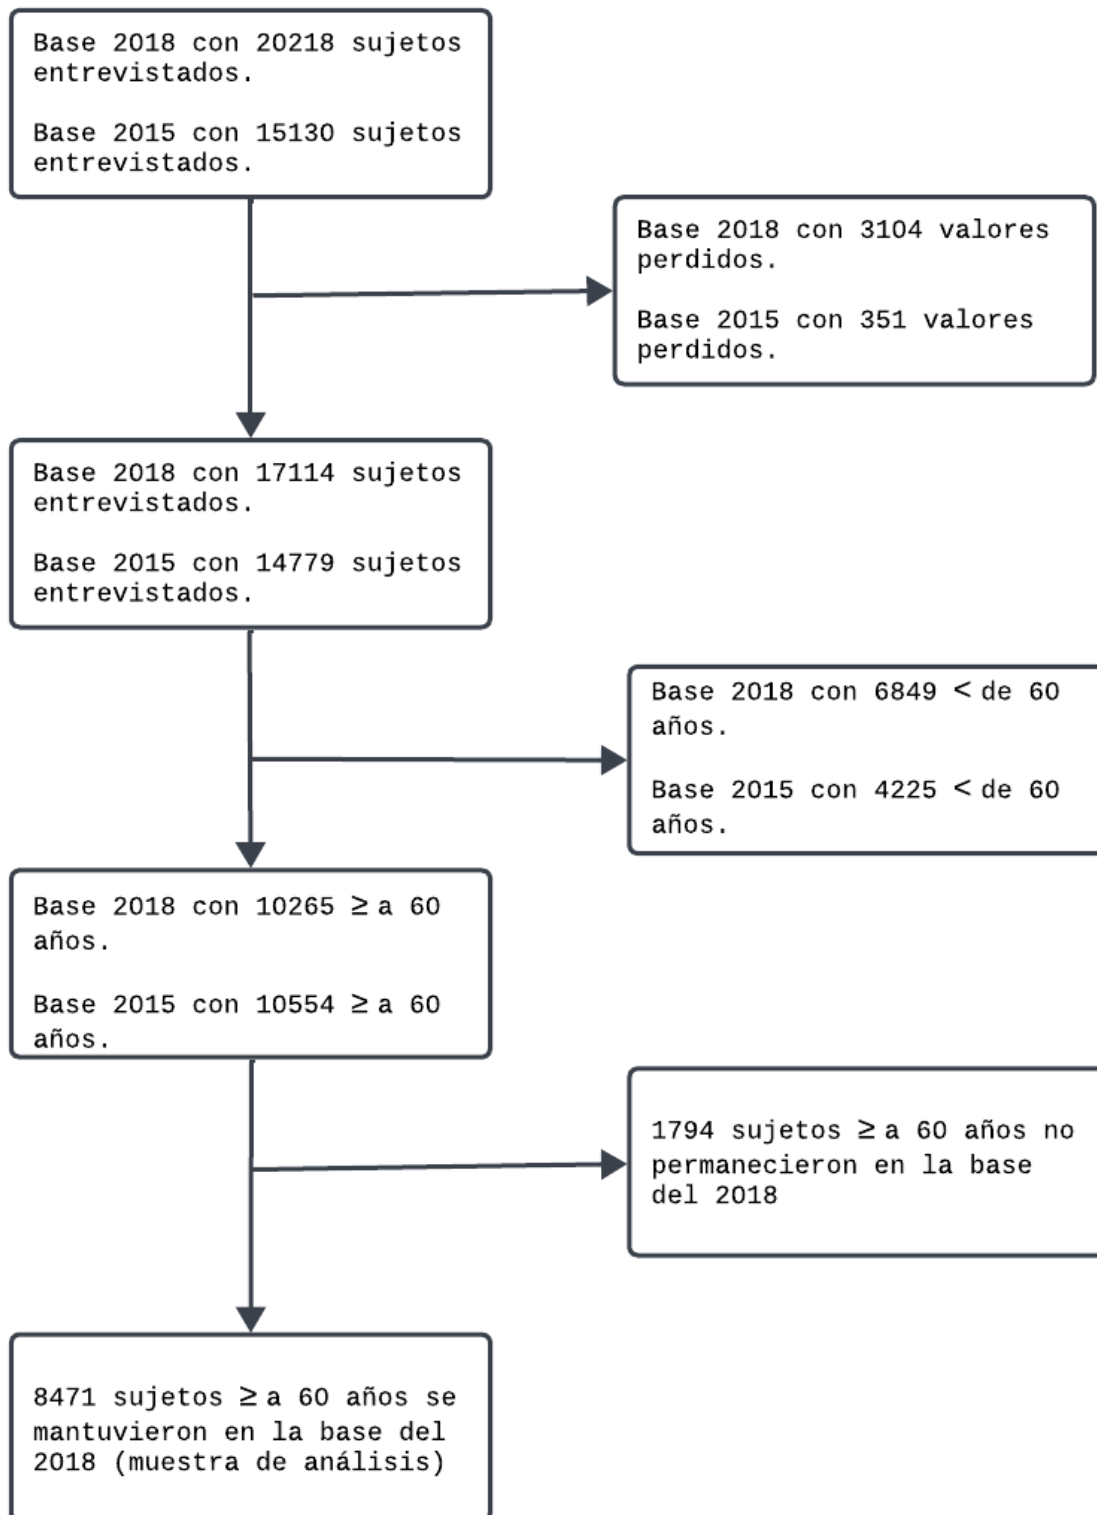 Base 2018 con 20218 sujetos
entrevistados.
Base 2015 con 15130 sujetos
entrevistados.
Base 2018 con 3104 valores
perdidos.
Base 2015 con 351 valores
perdidos.
Base 2018 con 17114 sujetos
entrevistados.
Base 2015 con 14779 sujetos
entrevistados.
Base 2018 con 6849 < de 60
años.
Base 2015 con 4225 < de 60
años.
Base 2018 con 10265 ≥ a 60
años.
Base 2015 con 10554 ≥ a 60
años.
1794 sujetos ≥ a 60 años no
permanecieron en la base
del 2018
8471 sujetos ≥ a 60 años se
mantuvieron en la base del
2018 (muestra de análisis)